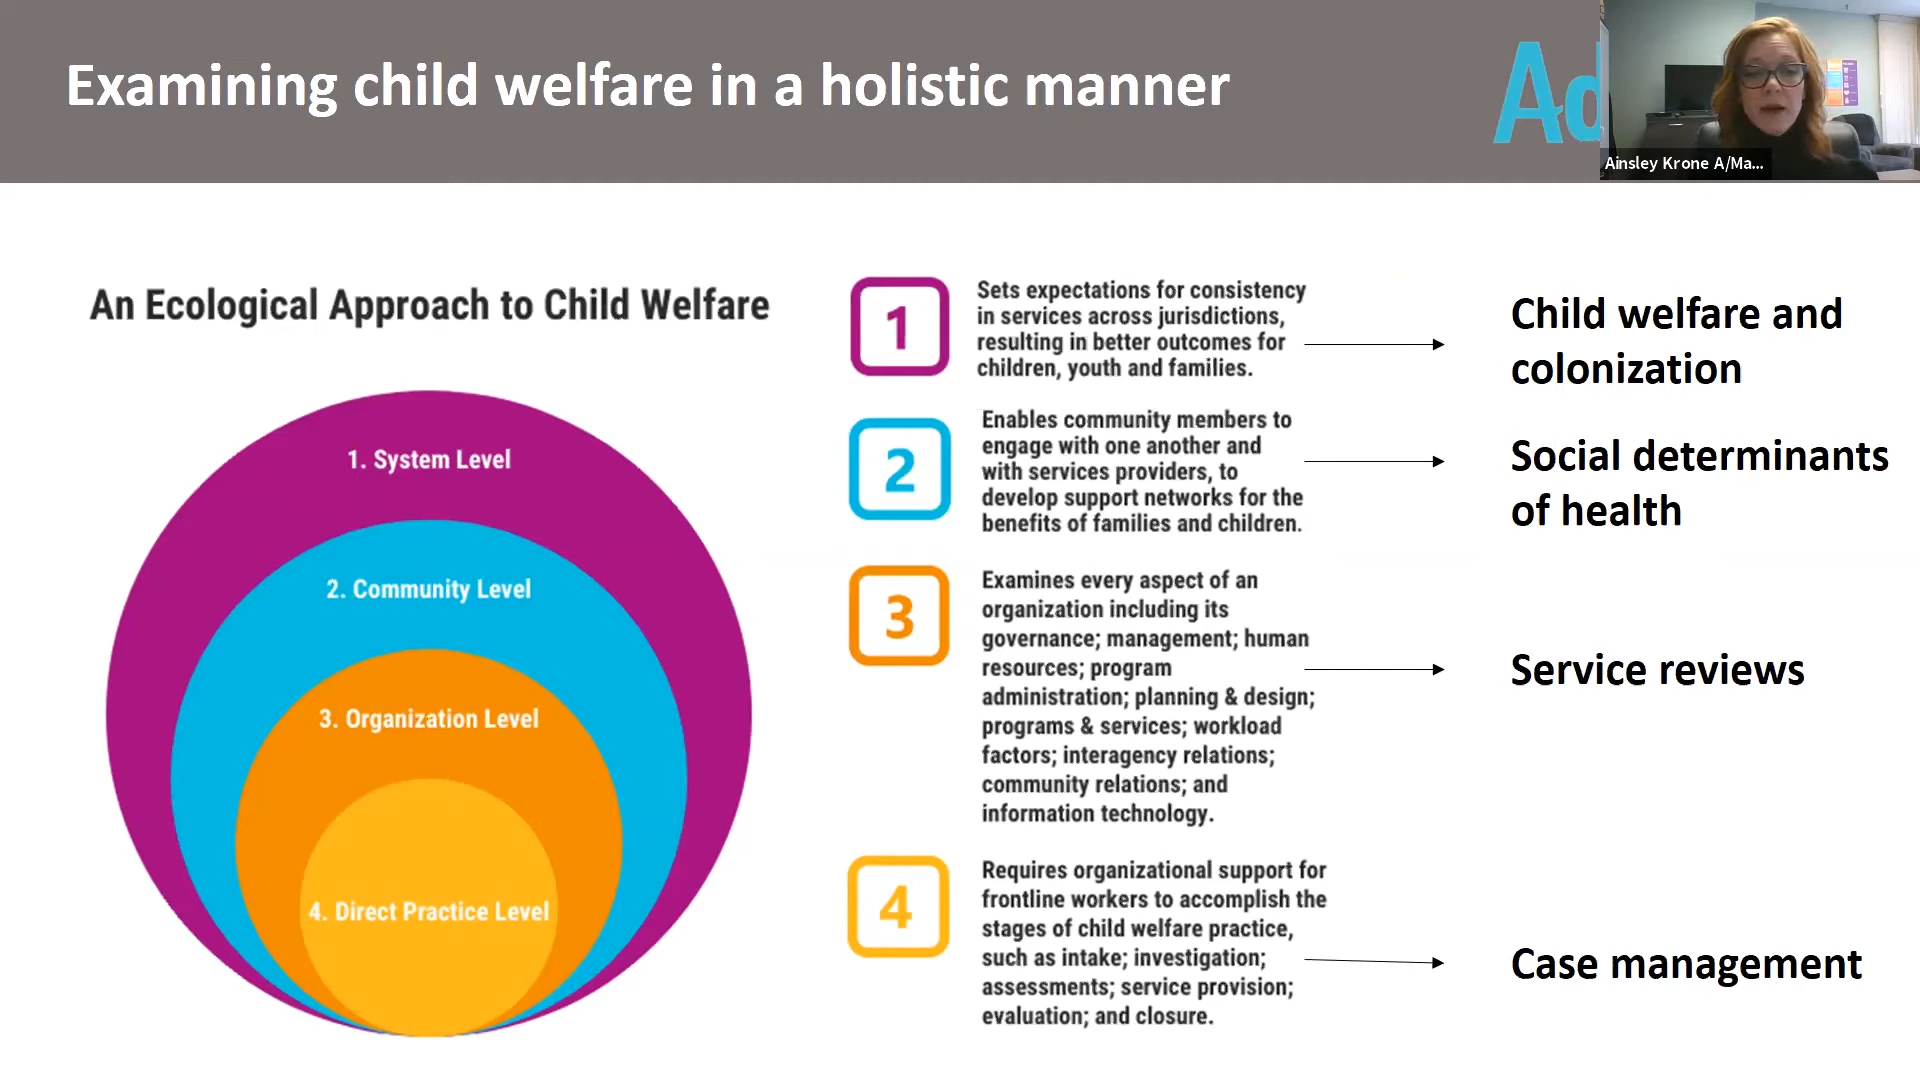 Examining child welfare in a holistic manner
Ad
Ainsley Krone A/Ma...
An Ecological Approach to Child Welfare
1. System Level
2. Community Level
3. Organization Level
4. Direct Practice Level
1
Sets expectations for consistency
in services across jurisdictions,
resulting in better outcomes for
children, youth and families.
Child welfare and
colonization
2
Enables community members to
engage with one another and
with services providers, to
develop support networks for the
benefits of families and children.
Social determinants
of health
3
Examines every aspect of an
organization including its
governance; management; human
resources; program
administration; planning & design;
programs & services; workload
factors; interagency relations;
community relations; and
information technology.
Service reviews
4
Requires organizational support for
frontline workers to accomplish the
stages of child welfare practice,
such as intake; investigation;
assessments; service provision;
evaluation; and closure.
Case management